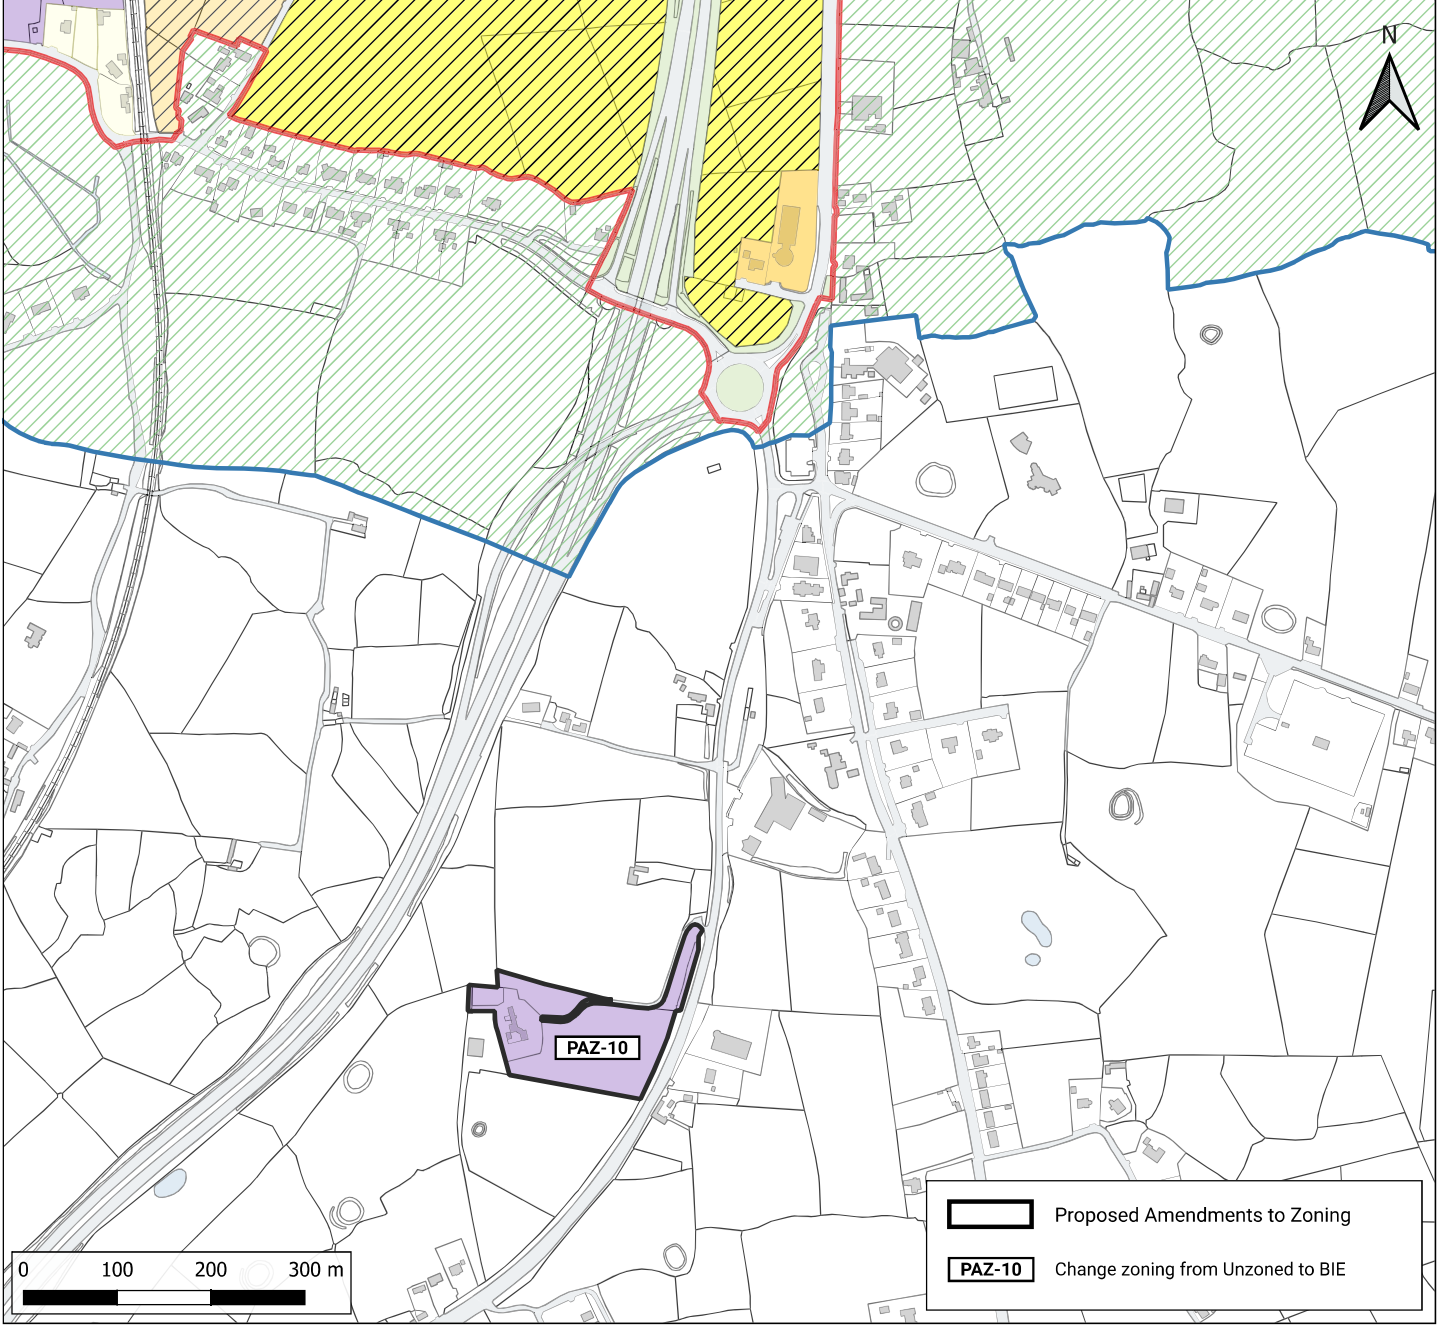 N
PAZ-10
Proposed Amendments to Zoning
PAZ-10 Change zoning from Unzoned to BIE
0 100 200 300 m